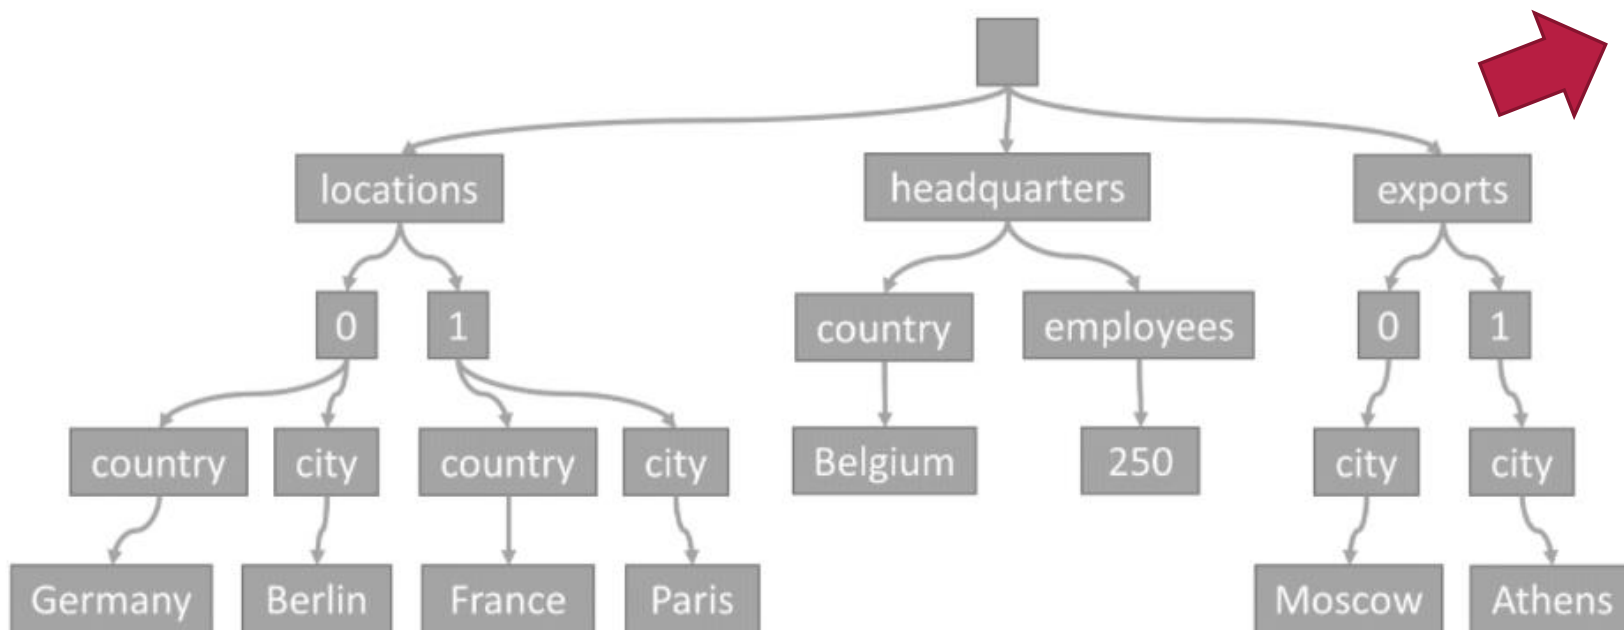 locations headquarters exports
0 1 country employees 0 1
country city country city Belgium 250 city city
Germany Berlin France Paris Moscow Athens